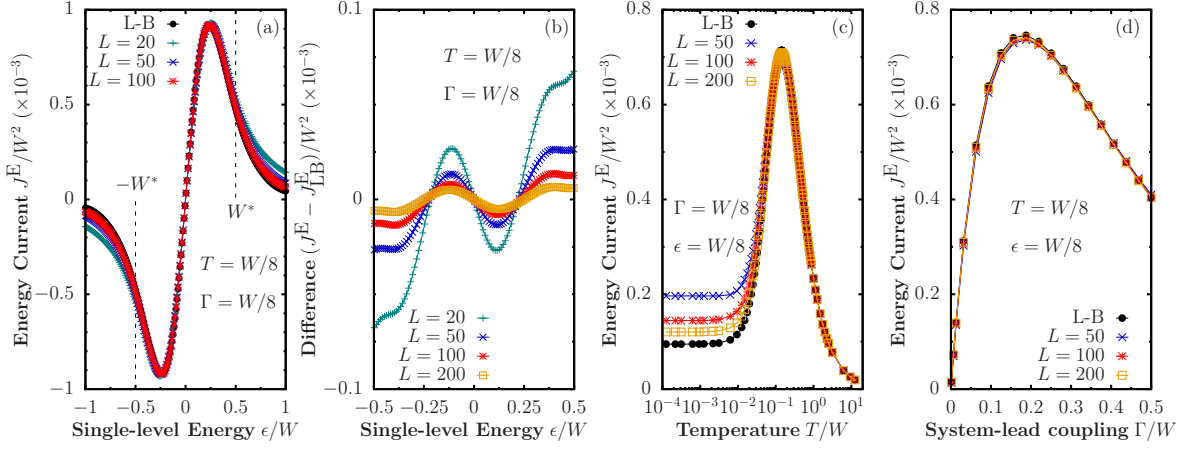 Energy Current J^E/W^2 (×10^−3)
1
0.5
0
−0.5
−1
L-B
L = 20
L = 50
L = 100
(a)
−W*
W*
T = W/8
Γ = W/8
−1 −0.5 0 0.5 1
Single-level Energy ϵ/W
Difference (J^E − J^E_LB)/W^2 (×10^−3)
0.1
0
−0.1
(b)
T = W/8
Γ = W/8
L = 20
L = 50
L = 100
L = 200
−0.5 −0.25 0 0.25 0.5
Single-level Energy ϵ/W
Energy Current J^E/W^2 (×10^−3)
0.8
0.6
0.4
0.2
0
L-B
L = 50
L = 100
L = 200
(c)
Γ = W/8
ϵ = W/8
10^−4 10^−3 10^−2 10^−1 10^0 10^1
Temperature T/W
Energy Current J^E/W^2 (×10^−3)
0.8
0.6
0.4
0.2
0
(d)
T = W/8
ϵ = W/8
L-B
L = 50
L = 100
L = 200
0 0.1 0.2 0.3 0.4 0.5
System-lead coupling Γ/W